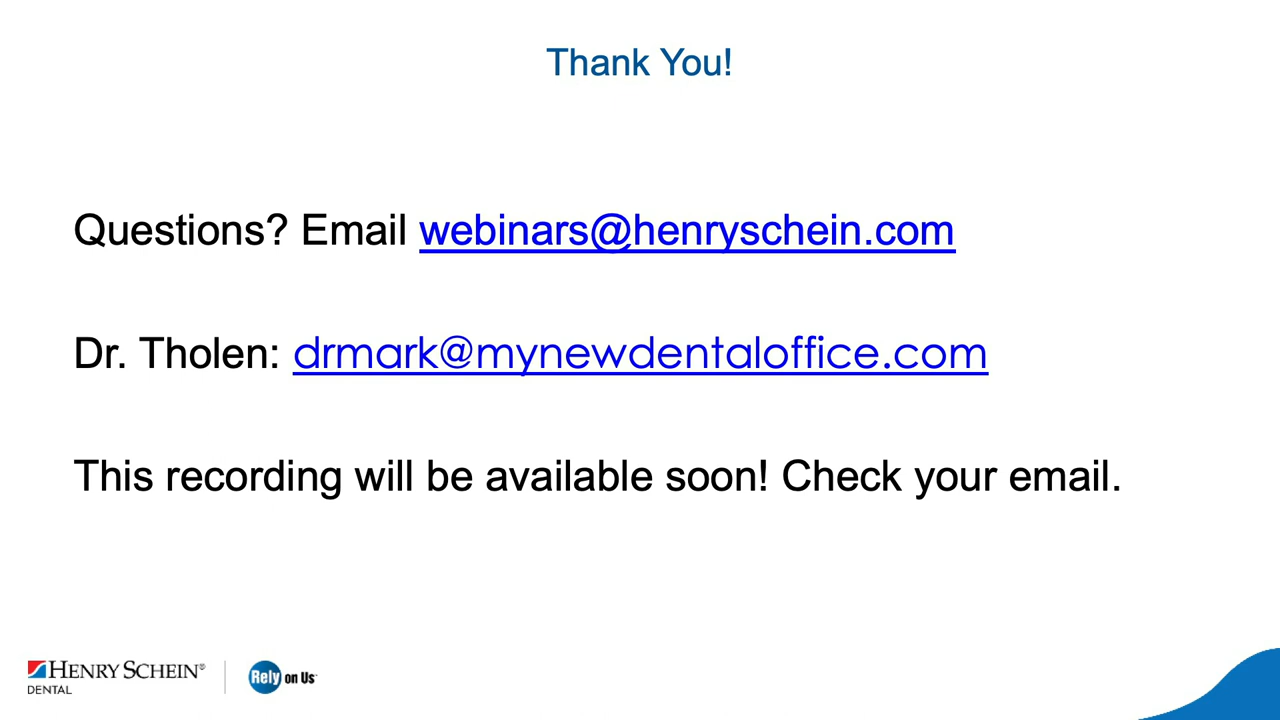 Thank You!
Questions? Email webinars@henryschein.com
Dr. Tholen: drmark@mynewdentaloffice.com
This recording will be available soon! Check your email.
HENRY SCHEIN®
DENTAL
Rely on Us™